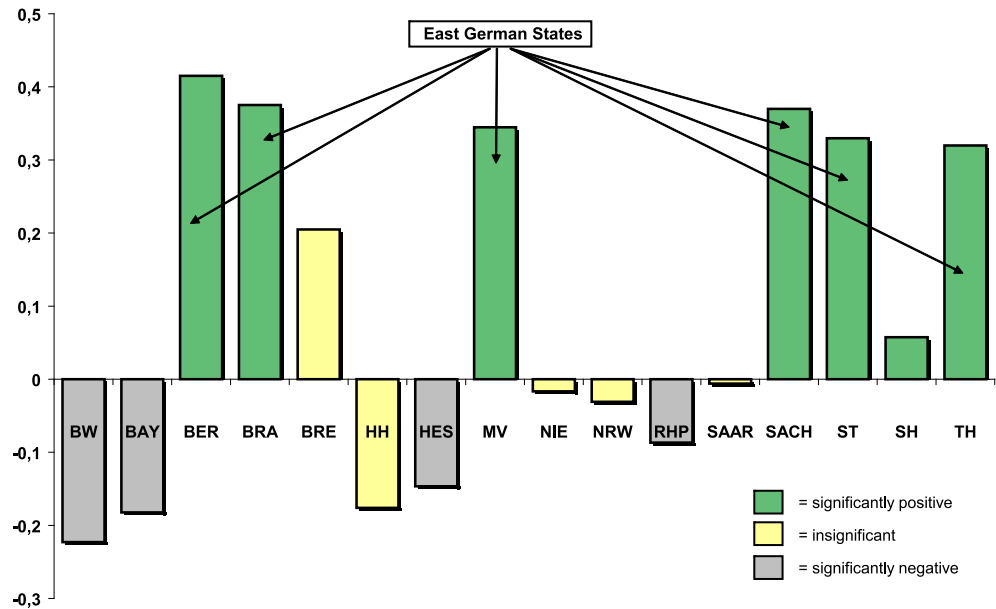 0,5
East German States
0,4
0,3
0,2
0,1
0
BW BAY BER BRA BRE HH HES MV NIE NRW RHP SAAR SACH ST SH TH
-0,1
-0,2
-0,3
= significantly positive
= insignificant
= significantly negative